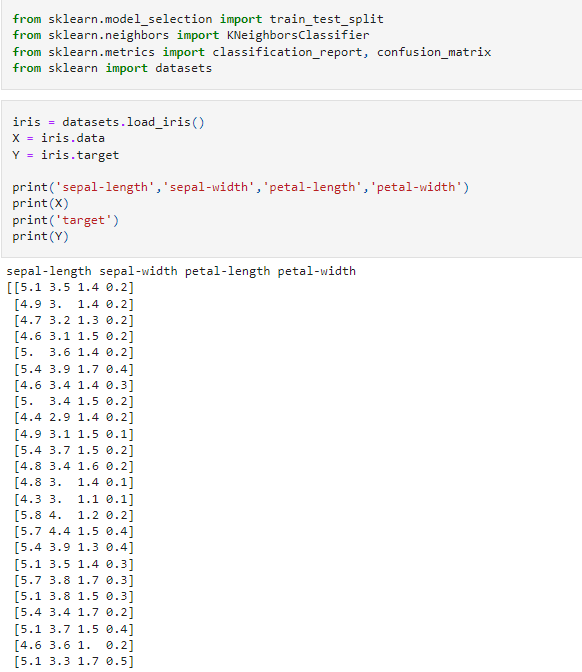 from sklearn.model_selection import train_test_split
from sklearn.neighbors import KNeighborsClassifier
from sklearn.metrics import classification_report, confusion_matrix
from sklearn import datasets
iris = datasets.load_iris()
X = iris.data
Y = iris.target
print('sepal-length','sepal-width','petal-length','petal-width')
print(X)
print('target')
print(Y)
sepal-length sepal-width petal-length petal-width
[[5.1 3.5 1.4 0.2]
[4.9 3.  1.4 0.2]
[4.7 3.2 1.3 0.2]
[4.6 3.1 1.5 0.2]
[5.  3.6 1.4 0.2]
[5.4 3.9 1.7 0.4]
[4.6 3.4 1.4 0.3]
[5.  3.4 1.5 0.2]
[4.4 2.9 1.4 0.2]
[4.9 3.1 1.5 0.1]
[5.4 3.7 1.5 0.2]
[4.8 3.4 1.6 0.2]
[4.8 3.  1.4 0.1]
[4.3 3.  1.1 0.1]
[5.8 4.  1.2 0.2]
[5.7 4.4 1.5 0.4]
[5.4 3.9 1.3 0.4]
[5.1 3.5 1.4 0.3]
[5.7 3.8 1.7 0.3]
[5.1 3.8 1.5 0.3]
[5.4 3.4 1.7 0.2]
[5.1 3.7 1.5 0.4]
[4.6 3.6 1.  0.2]
[5.1 3.3 1.7 0.5]